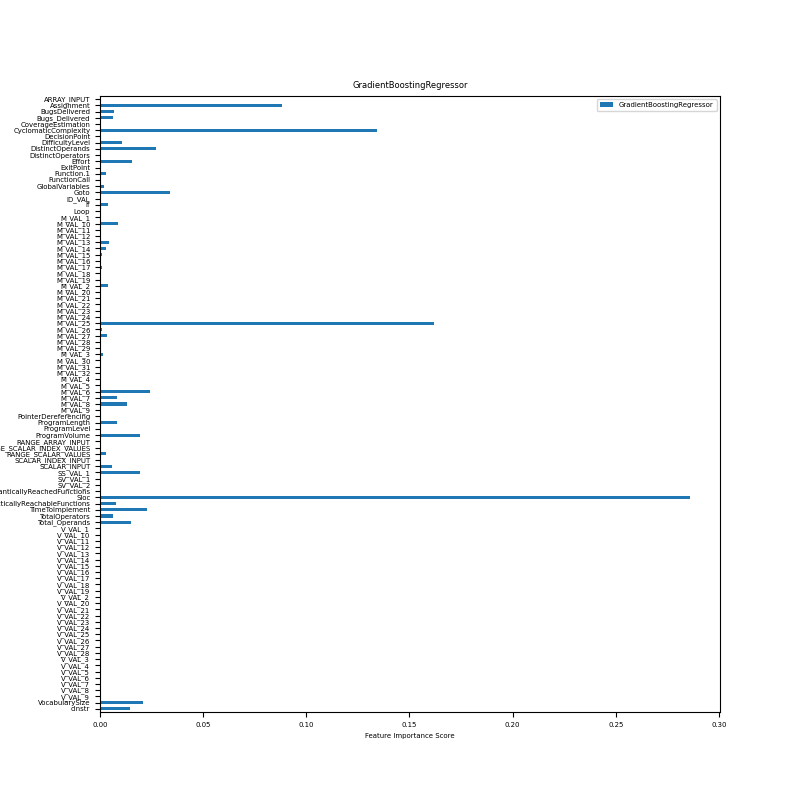 GradientBoostingRegressor
GradientBoostingRegressor
ARRAY_INPUT
Assignment
BugsDelivered
Bugs_Delivered
CoverageEstimation
CyclomaticComplexity
DecisionPoint
DifficultyLevel
DistinctOperands
DistinctOperators
Effort
ExitPoint
Function.1
FunctionCall
GlobalVariables
Goto
ID_VAL
If
Loop
M_VAL_1
M_VAL_10
M_VAL_11
M_VAL_12
M_VAL_13
M_VAL_14
M_VAL_15
M_VAL_16
M_VAL_17
M_VAL_18
M_VAL_19
M_VAL_2
M_VAL_20
M_VAL_21
M_VAL_22
M_VAL_23
M_VAL_24
M_VAL_25
M_VAL_26
M_VAL_27
M_VAL_28
M_VAL_29
M_VAL_3
M_VAL_30
M_VAL_31
M_VAL_32
M_VAL_4
M_VAL_5
M_VAL_6
M_VAL_7
M_VAL_8
M_VAL_9
PointerDereferencing
ProgramLength
ProgramLevel
ProgramVolume
RANGE_ARRAY_INPUT
E_SCALAR_INDEX_VALUES
RANGE_SCALAR_VALUES
SCALAR_INDEX_INPUT
SCALAR_INPUT
SS_VAL_1
SV_VAL_1
SV_VAL_2
anticallyReachedFunctions
Sloc
ticallyReachableFunctions
TimeToImplement
TotalOperators
Total_Operands
V_VAL_1
V_VAL_10
V_VAL_11
V_VAL_12
V_VAL_13
V_VAL_14
V_VAL_15
V_VAL_16
V_VAL_17
V_VAL_18
V_VAL_19
V_VAL_2
V_VAL_20
V_VAL_21
V_VAL_22
V_VAL_23
V_VAL_24
V_VAL_25
V_VAL_26
V_VAL_27
V_VAL_28
V_VAL_3
V_VAL_4
V_VAL_5
V_VAL_6
V_VAL_7
V_VAL_8
V_VAL_9
VocabularySize
cinstr
0.00 0.05 0.10 0.15 0.20 0.25 0.30
Feature Importance Score